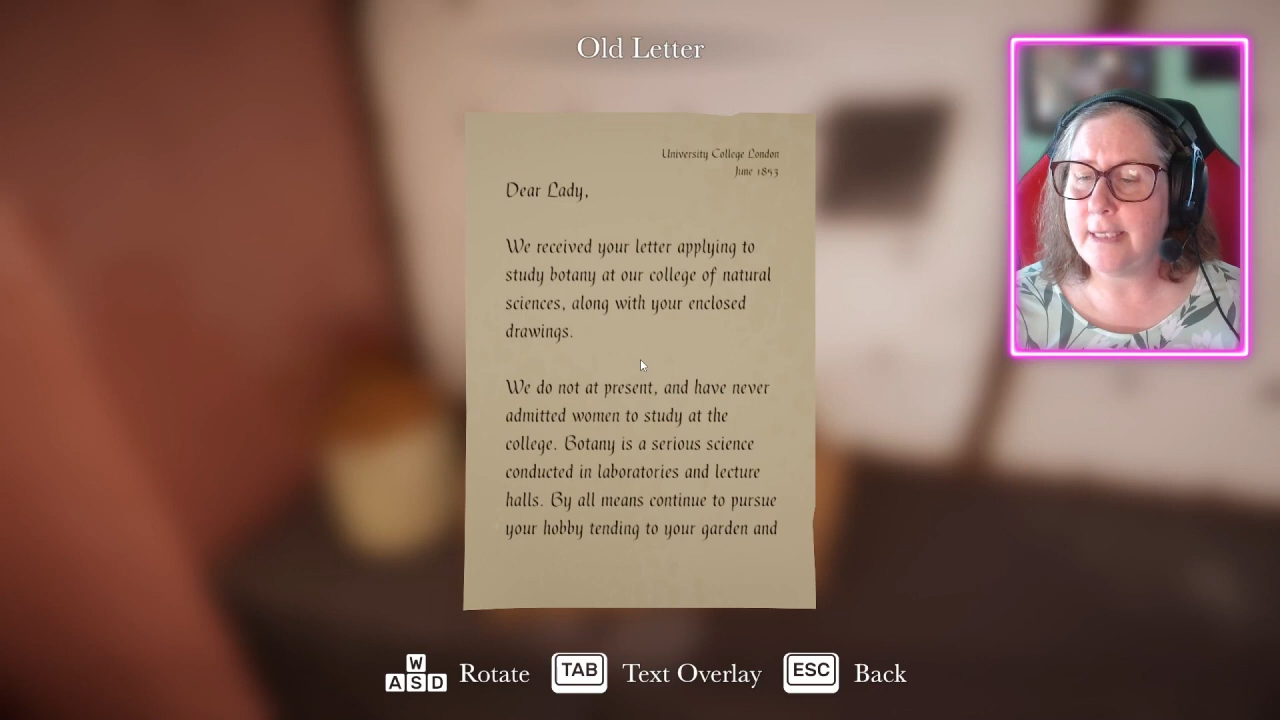 Old Letter
University College London
June 1853
Dear Lady,
We received your letter applying to
study botany at our college of natural
sciences, along with your enclosed
drawings.
We do not at present, and have never
admitted women to study at the
college. Botany is a serious science
conducted in laboratories and lecture
halls. By all means continue to pursue
your hobby tending to your garden and
W
A S D
Rotate
TAB
Text Overlay
ESC
Back